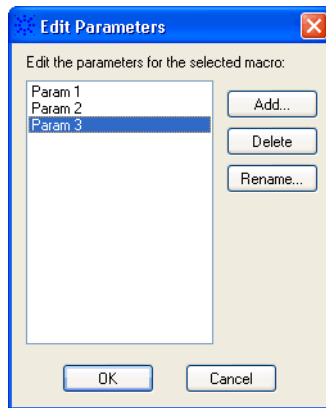 Edit Parameters
Edit the parameters for the selected macro:
Param 1
Param 2
Param 3
Add...
Delete
Rename...
OK
Cancel